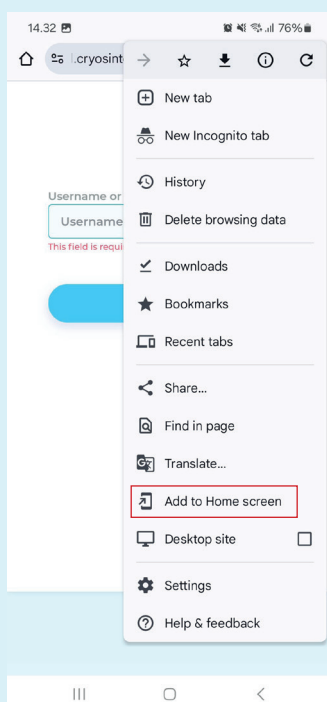 14.32 76%
l.cryosint
New tab
New Incognito tab
History
Username or
Username
Delete browsing data
This field is requi
Downloads
Bookmarks
Recent tabs
Share...
Find in page
Translate...
Add to Home screen
Desktop site
Settings
Help & feedback